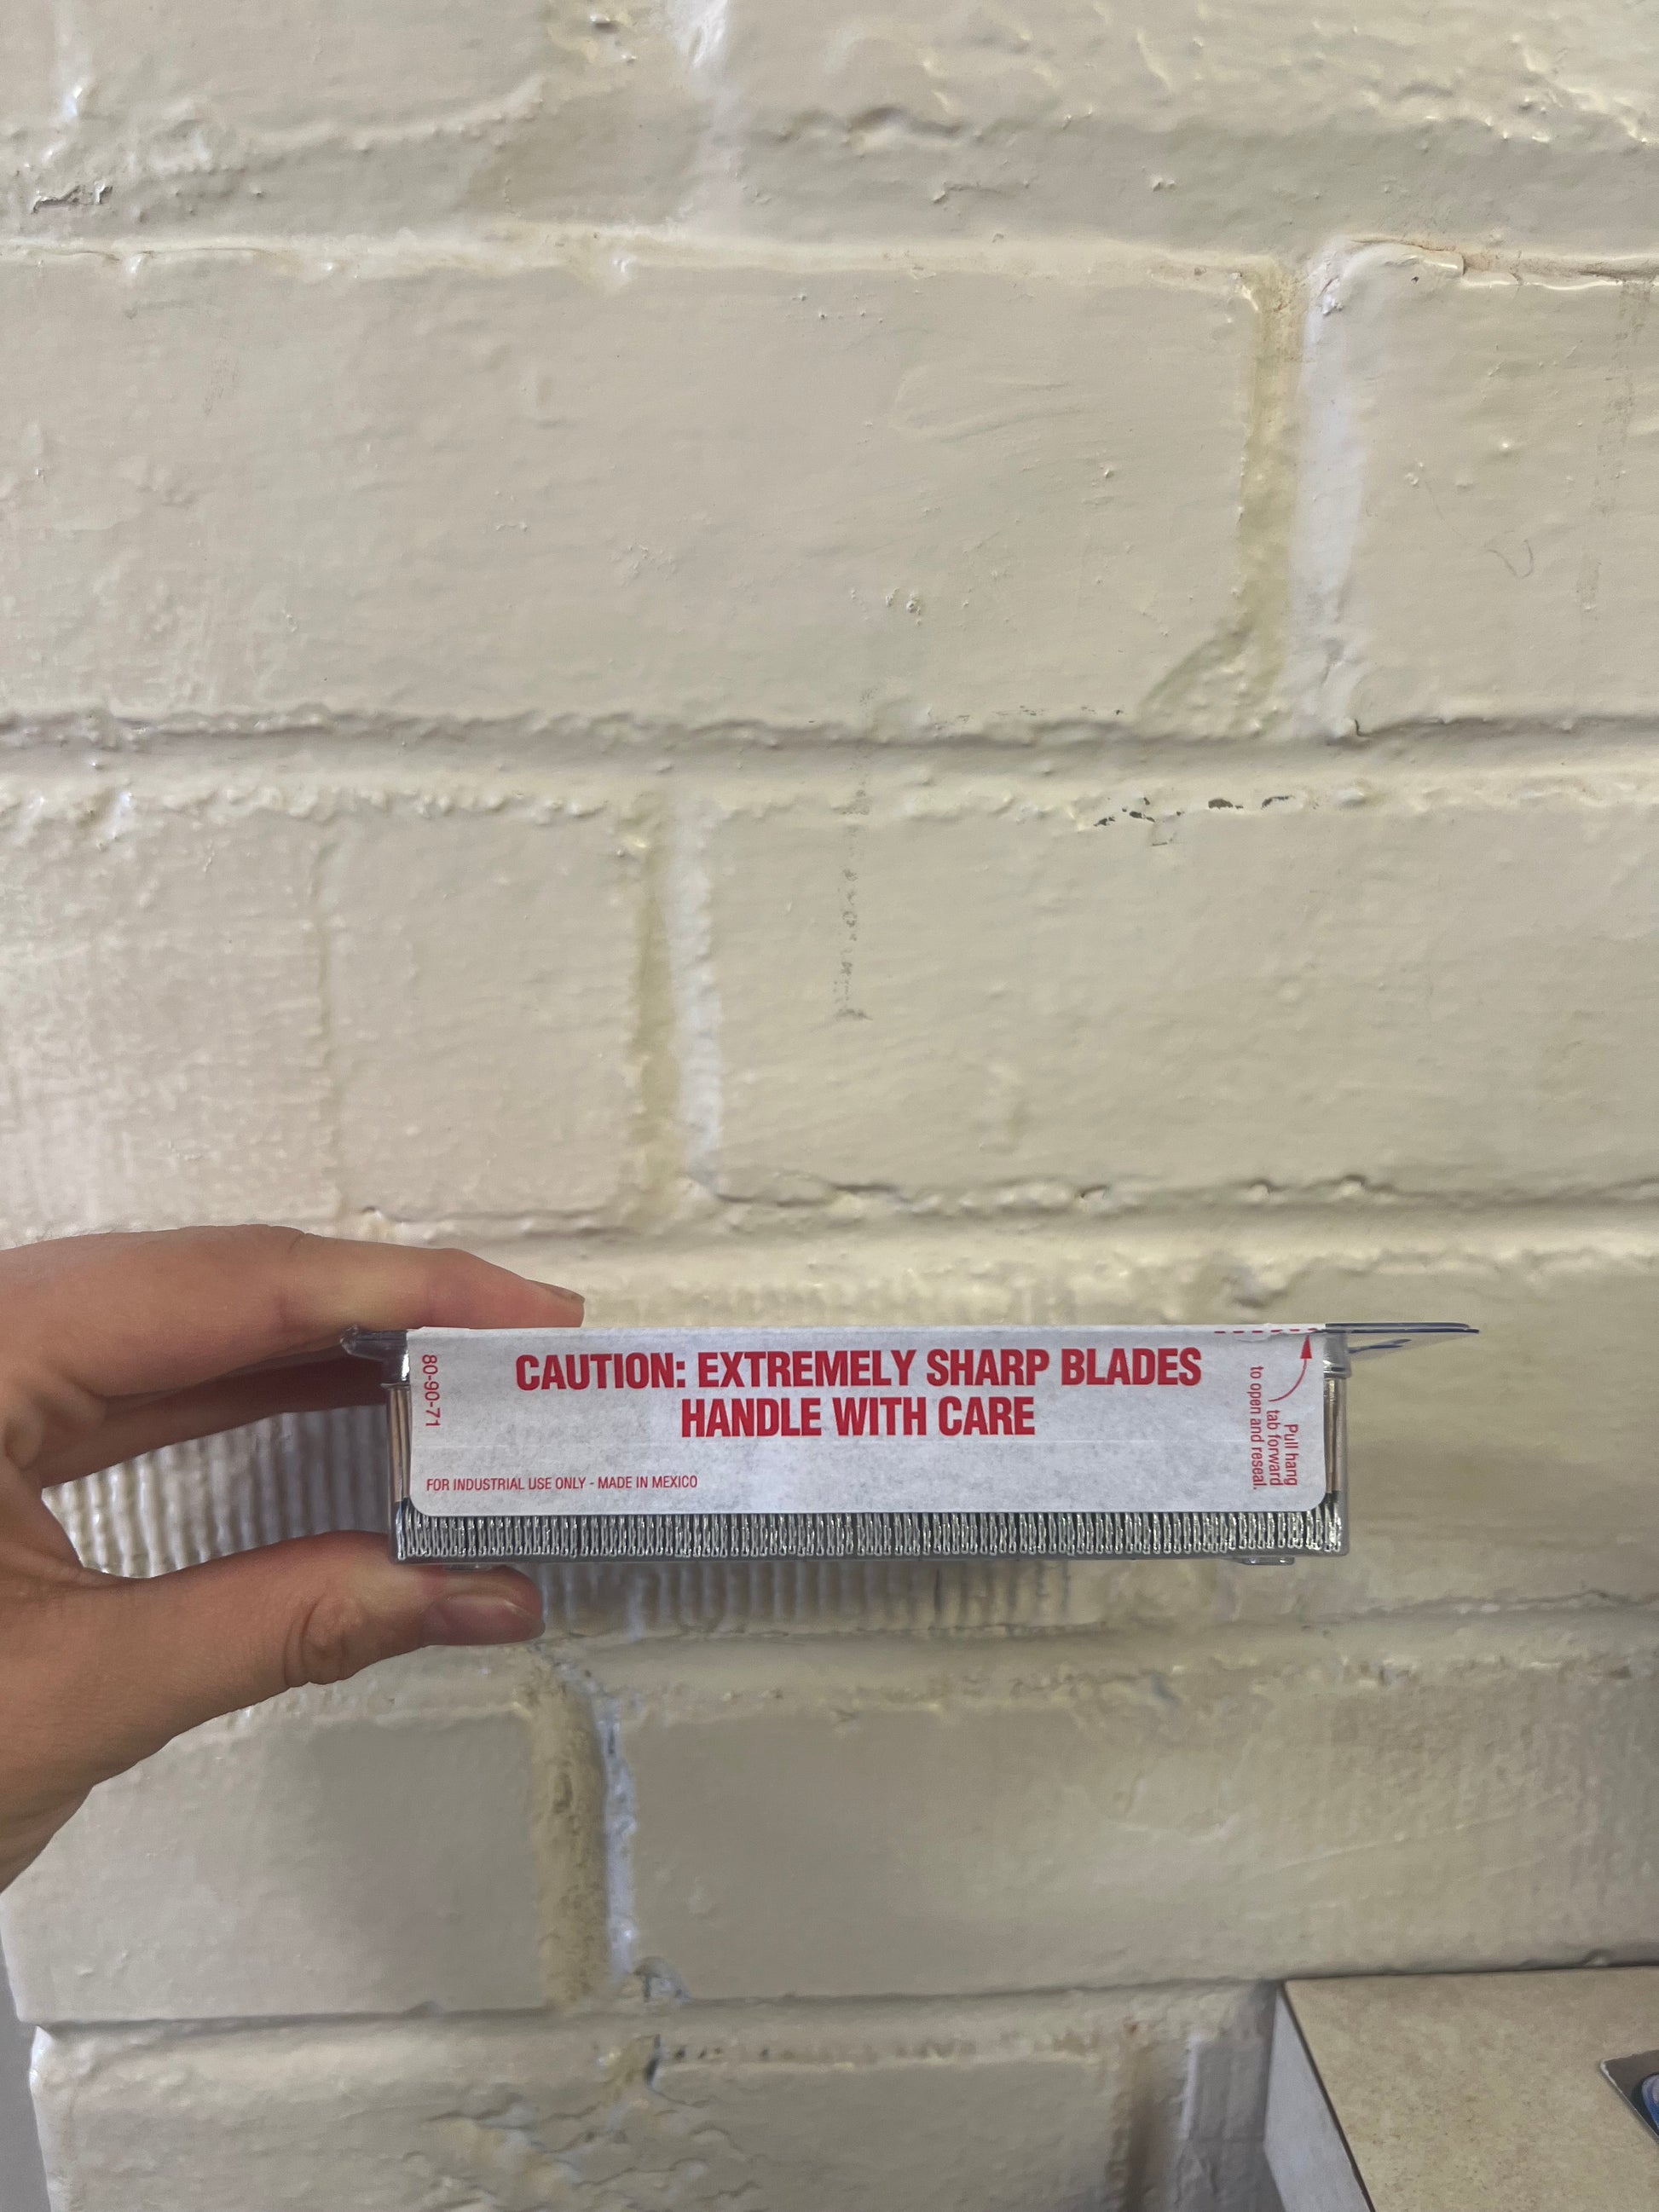 80-90-71
CAUTION: EXTREMELY SHARP BLADES
HANDLE WITH CARE
FOR INDUSTRIAL USE ONLY - MADE IN MEXICO
Pull hang
tab forward
to open and reseal.